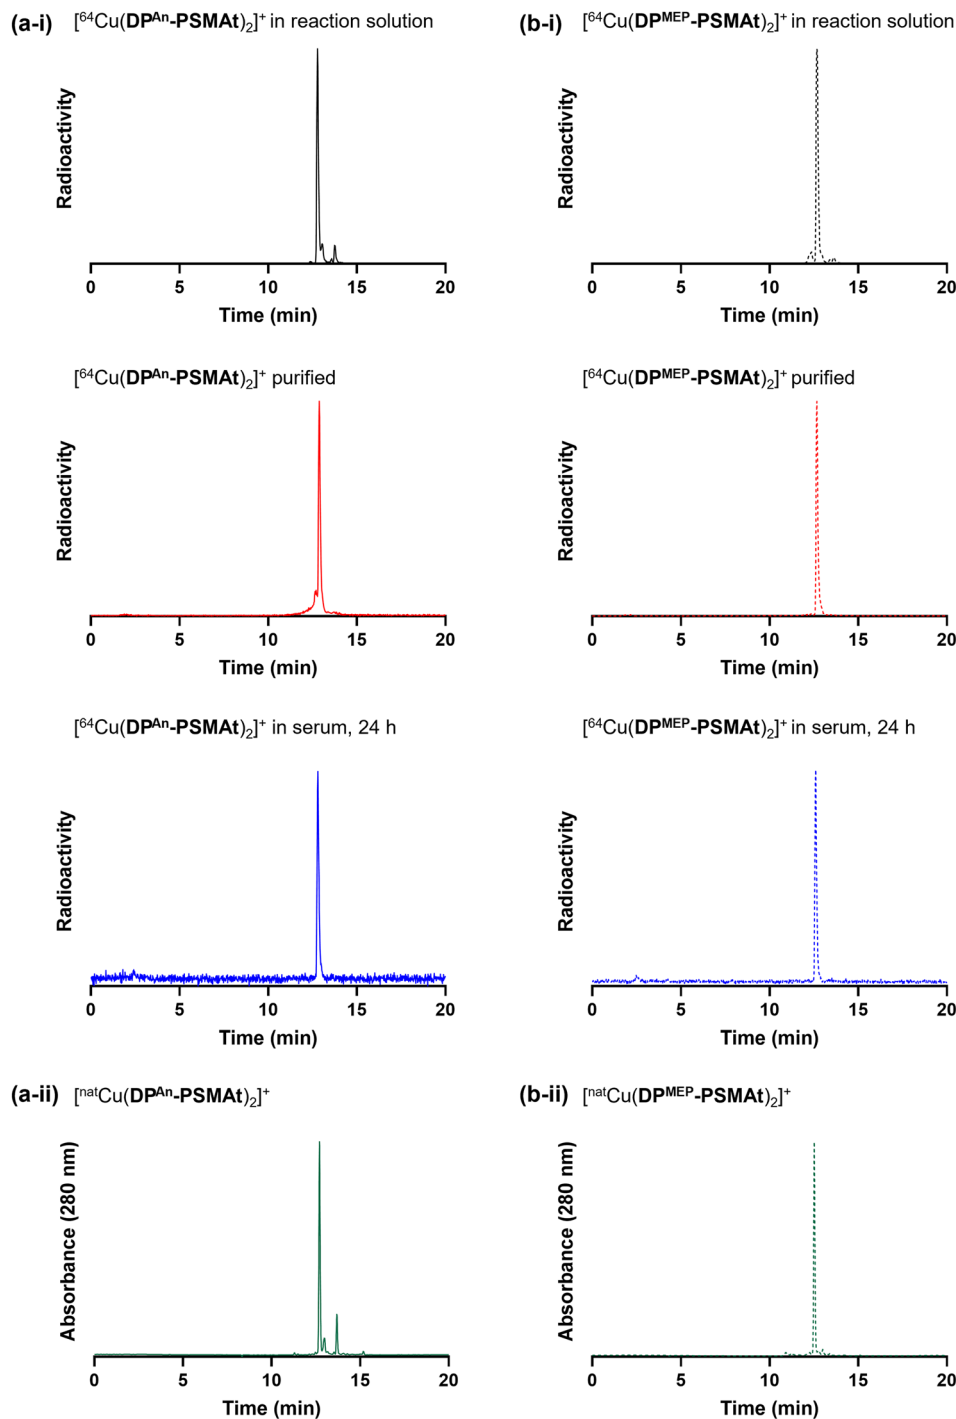 (a-i) [⁶⁴Cu(DPᴬⁿ-PSMAt)₂]⁺ in reaction solution
Radioactivity
0 5 10 15 20
Time (min)
[⁶⁴Cu(DPᴬⁿ-PSMAt)₂]⁺ purified
Radioactivity
0 5 10 15 20
Time (min)
[⁶⁴Cu(DPᴬⁿ-PSMAt)₂]⁺ in serum, 24 h
Radioactivity
0 5 10 15 20
Time (min)
(a-ii) [ⁿᵃᵗCu(DPᴬⁿ-PSMAt)₂]⁺
Absorbance (280 nm)
0 5 10 15 20
Time (min)
(b-i) [⁶⁴Cu(DPᴹᴱᴾ-PSMAt)₂]⁺ in reaction solution
Radioactivity
0 5 10 15 20
Time (min)
[⁶⁴Cu(DPᴹᴱᴾ-PSMAt)₂]⁺ purified
Radioactivity
0 5 10 15 20
Time (min)
[⁶⁴Cu(DPᴹᴱᴾ-PSMAt)₂]⁺ in serum, 24 h
Radioactivity
0 5 10 15 20
Time (min)
(b-ii) [ⁿᵃᵗCu(DPᴹᴱᴾ-PSMAt)₂]⁺
Absorbance (280 nm)
0 5 10 15 20
Time (min)